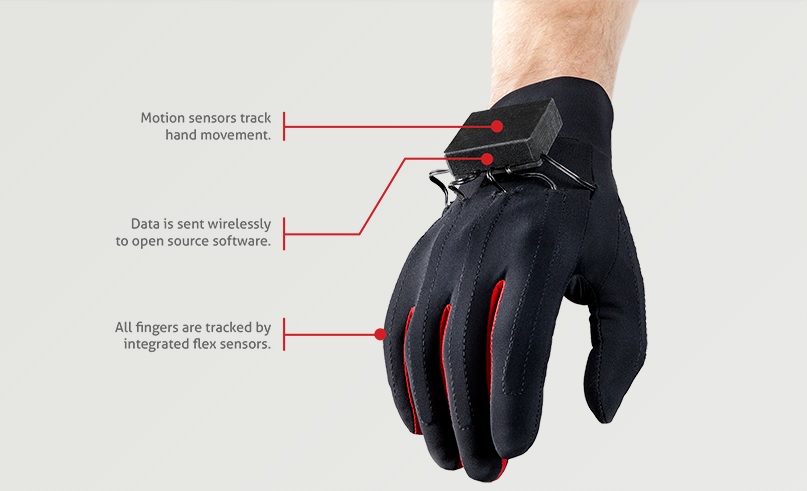 Motion sensors track
hand movement.
Data is sent wirelessly
to open source software.
All fingers are tracked by
integrated flex sensors.